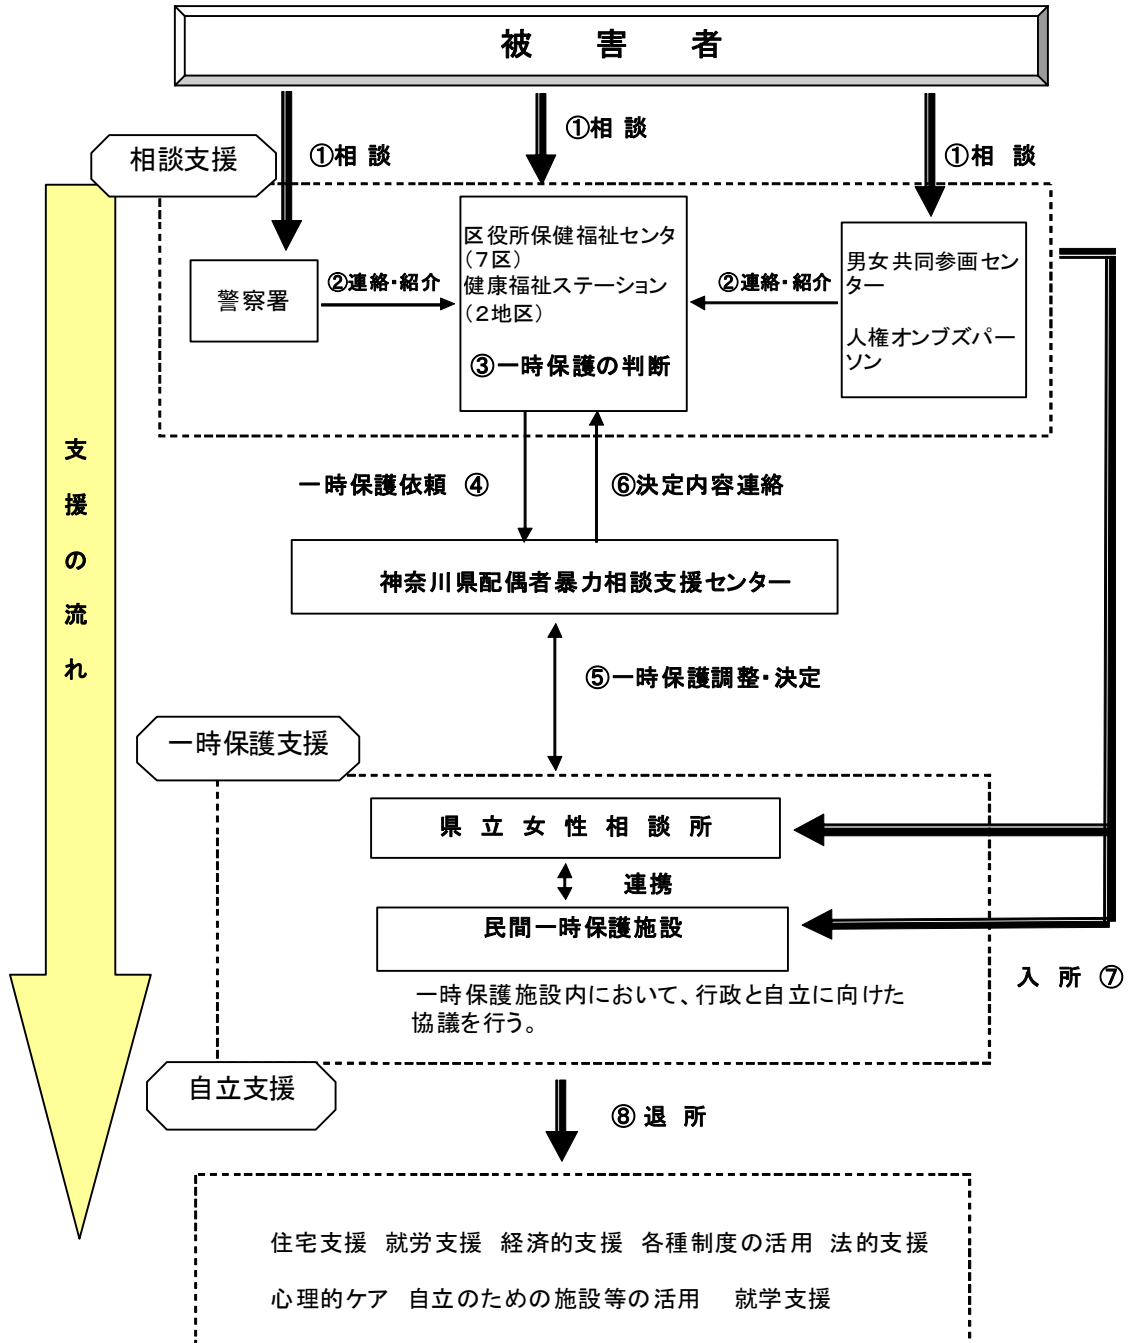 被 害 者
①相 談
①相 談
①相 談
相談支援
区役所保健福祉センタ
(7区)
健康福祉ステーション
(2地区)
③一時保護の判断
警察署
②連絡・紹介
②連絡・紹介
男女共同参画セン
ター
人権オンブズパー
ソン
支援の流れ
一時保護依頼 ④
⑥決定内容連絡
神奈川県配偶者暴力相談支援センター
⑤一時保護調整・決定
一時保護支援
県 立 女 性 相 談 所
連携
民間一時保護施設
一時保護施設内において、行政と自立に向けた
協議を行う。
入 所 ⑦
自立支援
⑧ 退 所
住宅支援 就労支援 経済的支援 各種制度の活用 法的支援
心理的ケア 自立のための施設等の活用 就学支援